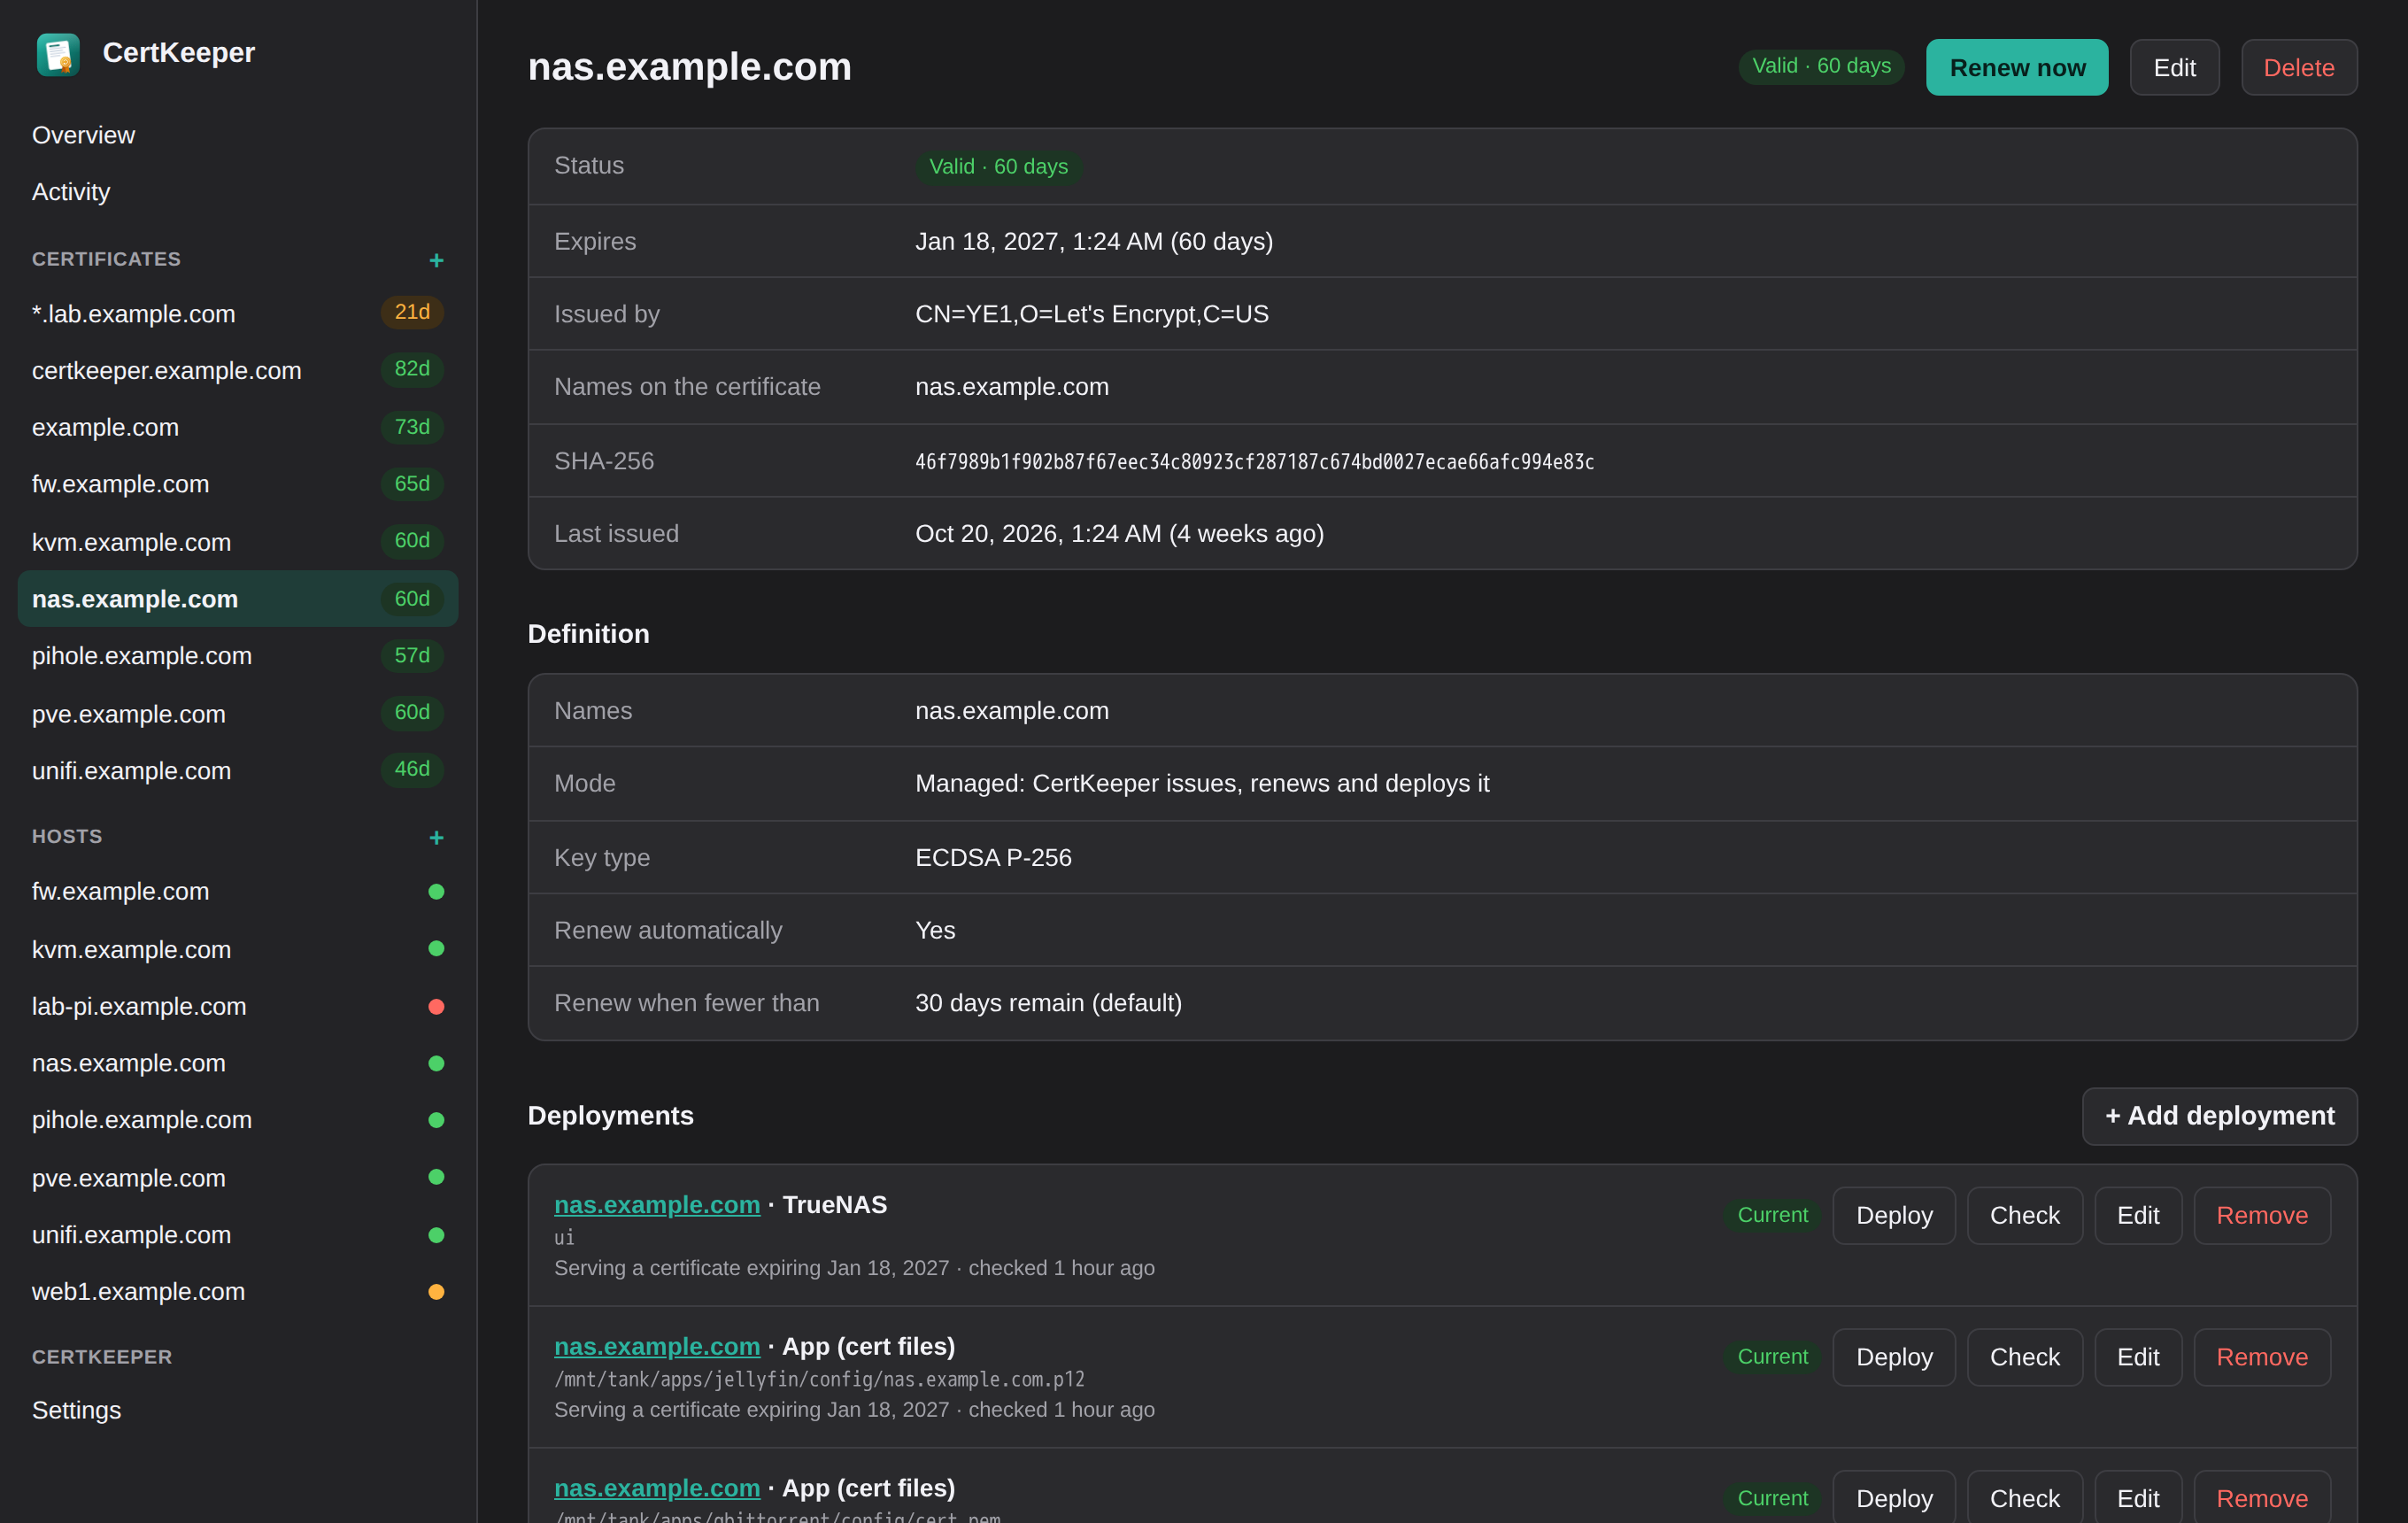 CertKeeper
Overview
Activity
CERTIFICATES +
*.lab.example.com 21d
certkeeper.example.com 82d
example.com 73d
fw.example.com 65d
kvm.example.com 60d
nas.example.com 60d
pihole.example.com 57d
pve.example.com 60d
unifi.example.com 46d
HOSTS +
fw.example.com
kvm.example.com
lab-pi.example.com
nas.example.com
pihole.example.com
pve.example.com
unifi.example.com
web1.example.com
CERTKEEPER
Settings
nas.example.com Valid · 60 days Renew now Edit Delete
Status Valid · 60 days
Expires Jan 18, 2027, 1:24 AM (60 days)
Issued by CN=YE1,O=Let's Encrypt,C=US
Names on the certificate nas.example.com
SHA-256 46f7989b1f902b87f67eec34c80923cf287187c674bd0027ecae66afc994e83c
Last issued Oct 20, 2026, 1:24 AM (4 weeks ago)
Definition
Names nas.example.com
Mode Managed: CertKeeper issues, renews and deploys it
Key type ECDSA P-256
Renew automatically Yes
Renew when fewer than 30 days remain (default)
Deployments + Add deployment
nas.example.com · TrueNAS Current Deploy Check Edit Remove
ui
Serving a certificate expiring Jan 18, 2027 · checked 1 hour ago
nas.example.com · App (cert files) Current Deploy Check Edit Remove
/mnt/tank/apps/jellyfin/config/nas.example.com.p12
Serving a certificate expiring Jan 18, 2027 · checked 1 hour ago
nas.example.com · App (cert files) Current Deploy Check Edit Remove
/mnt/tank/apps/qbittorrent/config/cert.pem